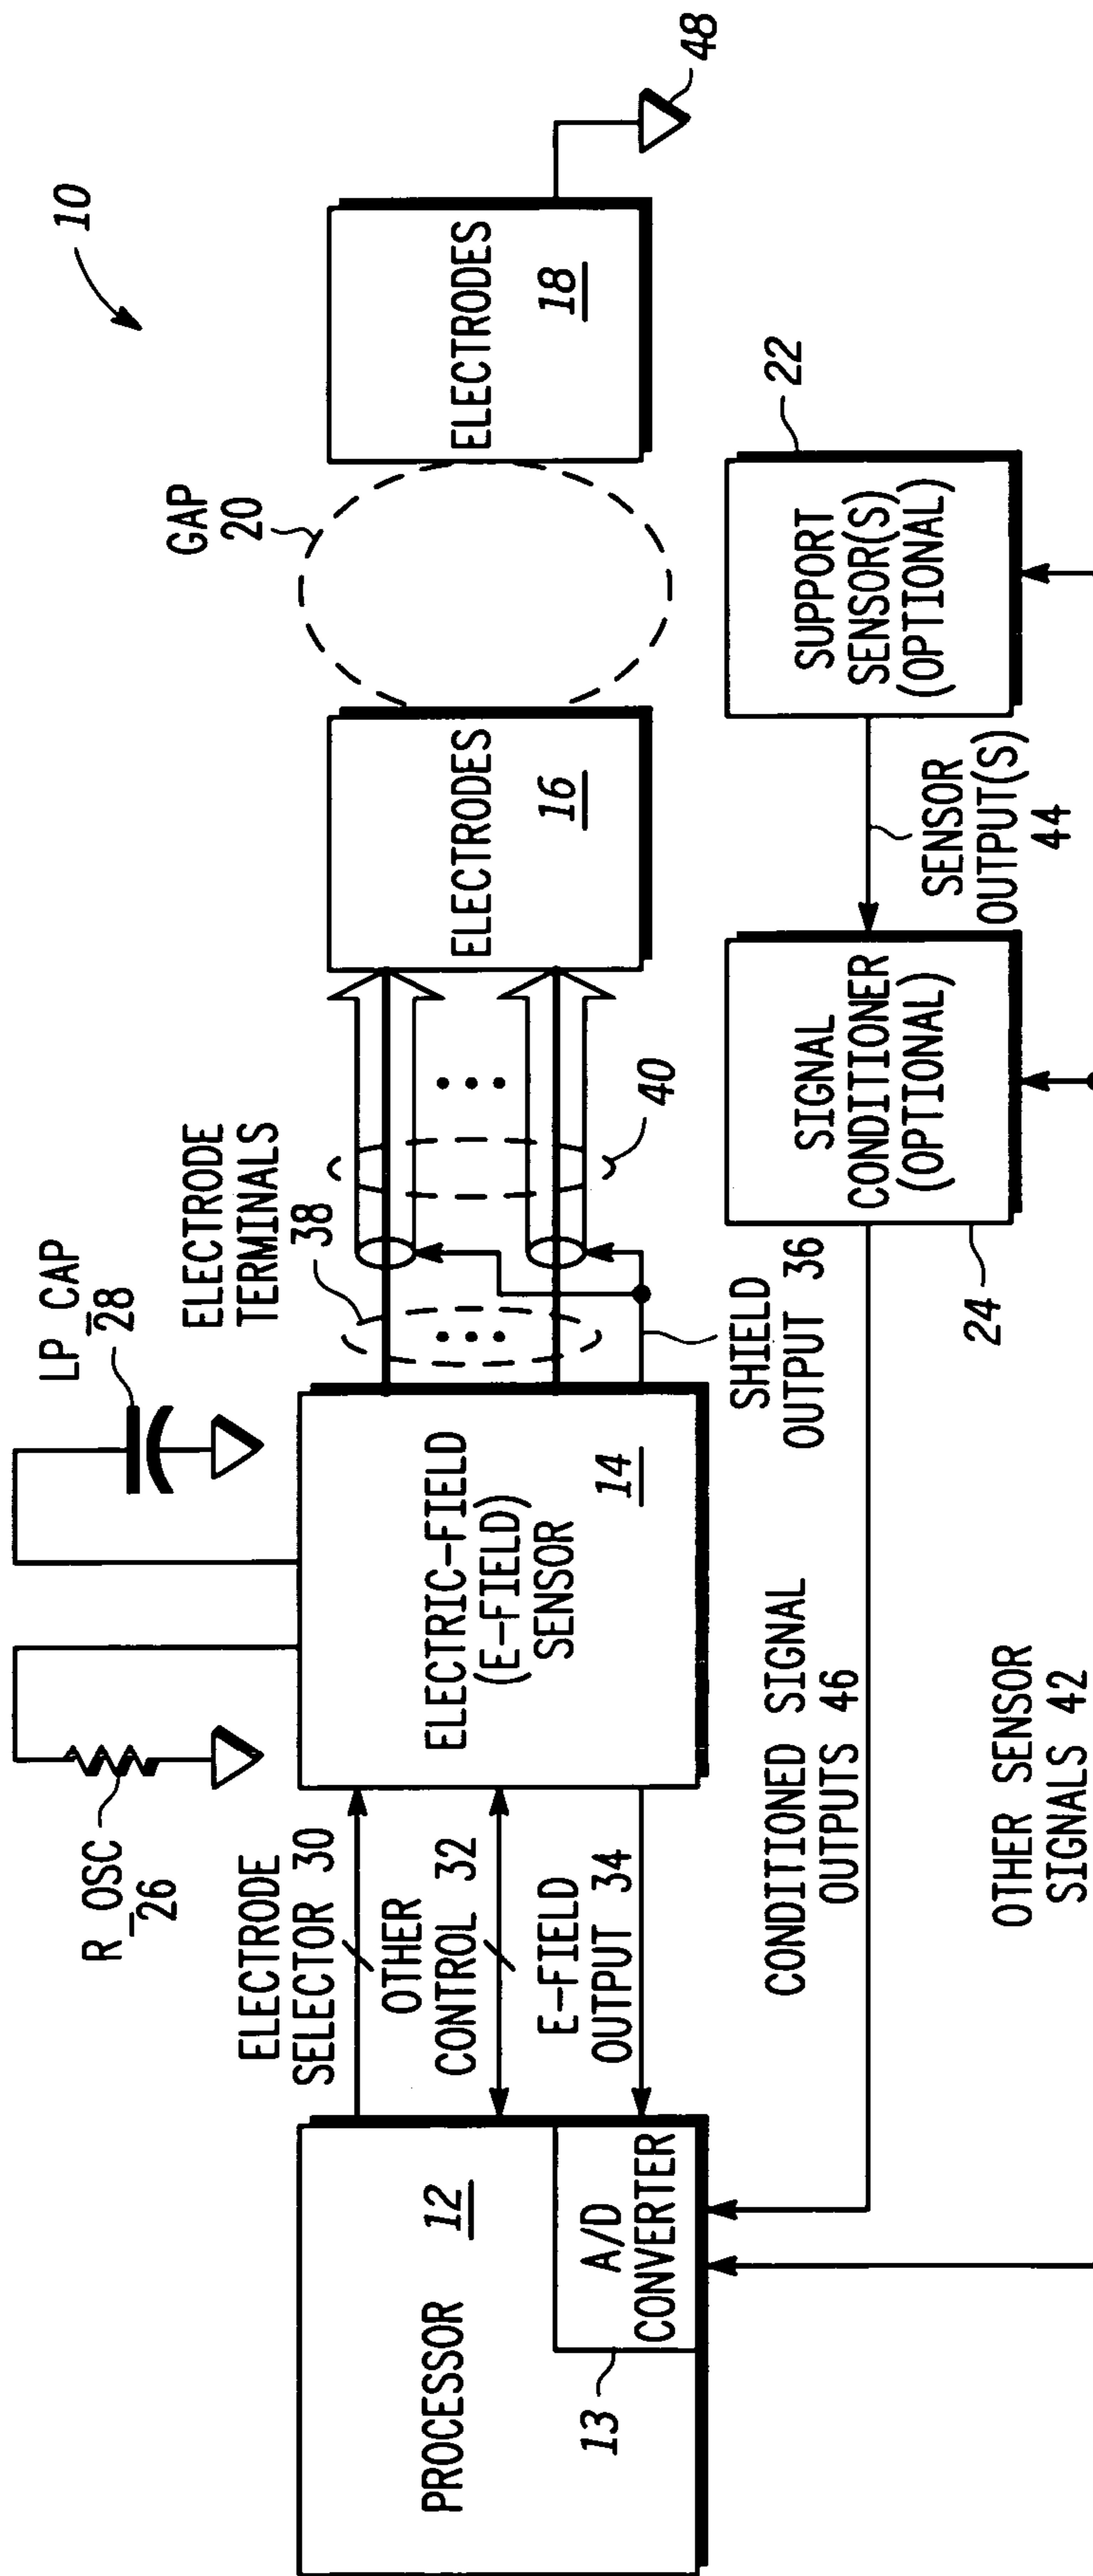 10
R_OSC
26
LP_CAP
28
ELECTRODE
TERMINALS
38
GAP
20
ELECTRODE
SELECTOR 30
OTHER
CONTROL 32
E-FIELD
OUTPUT 34
PROCESSOR
12
A/D
CONVERTER
13
ELECTRIC-FIELD
(E-FIELD)
SENSOR
14
ELECTRODES
16
ELECTRODES
18
48
40
SHIELD
OUTPUT 36
SIGNAL
CONDITIONER
(OPTIONAL)
24
SENSOR
OUTPUT(S)
44
SUPPORT
SENSOR(S)
(OPTIONAL)
22
CONDITIONED SIGNAL
OUTPUTS 46
OTHER SENSOR
SIGNALS 42